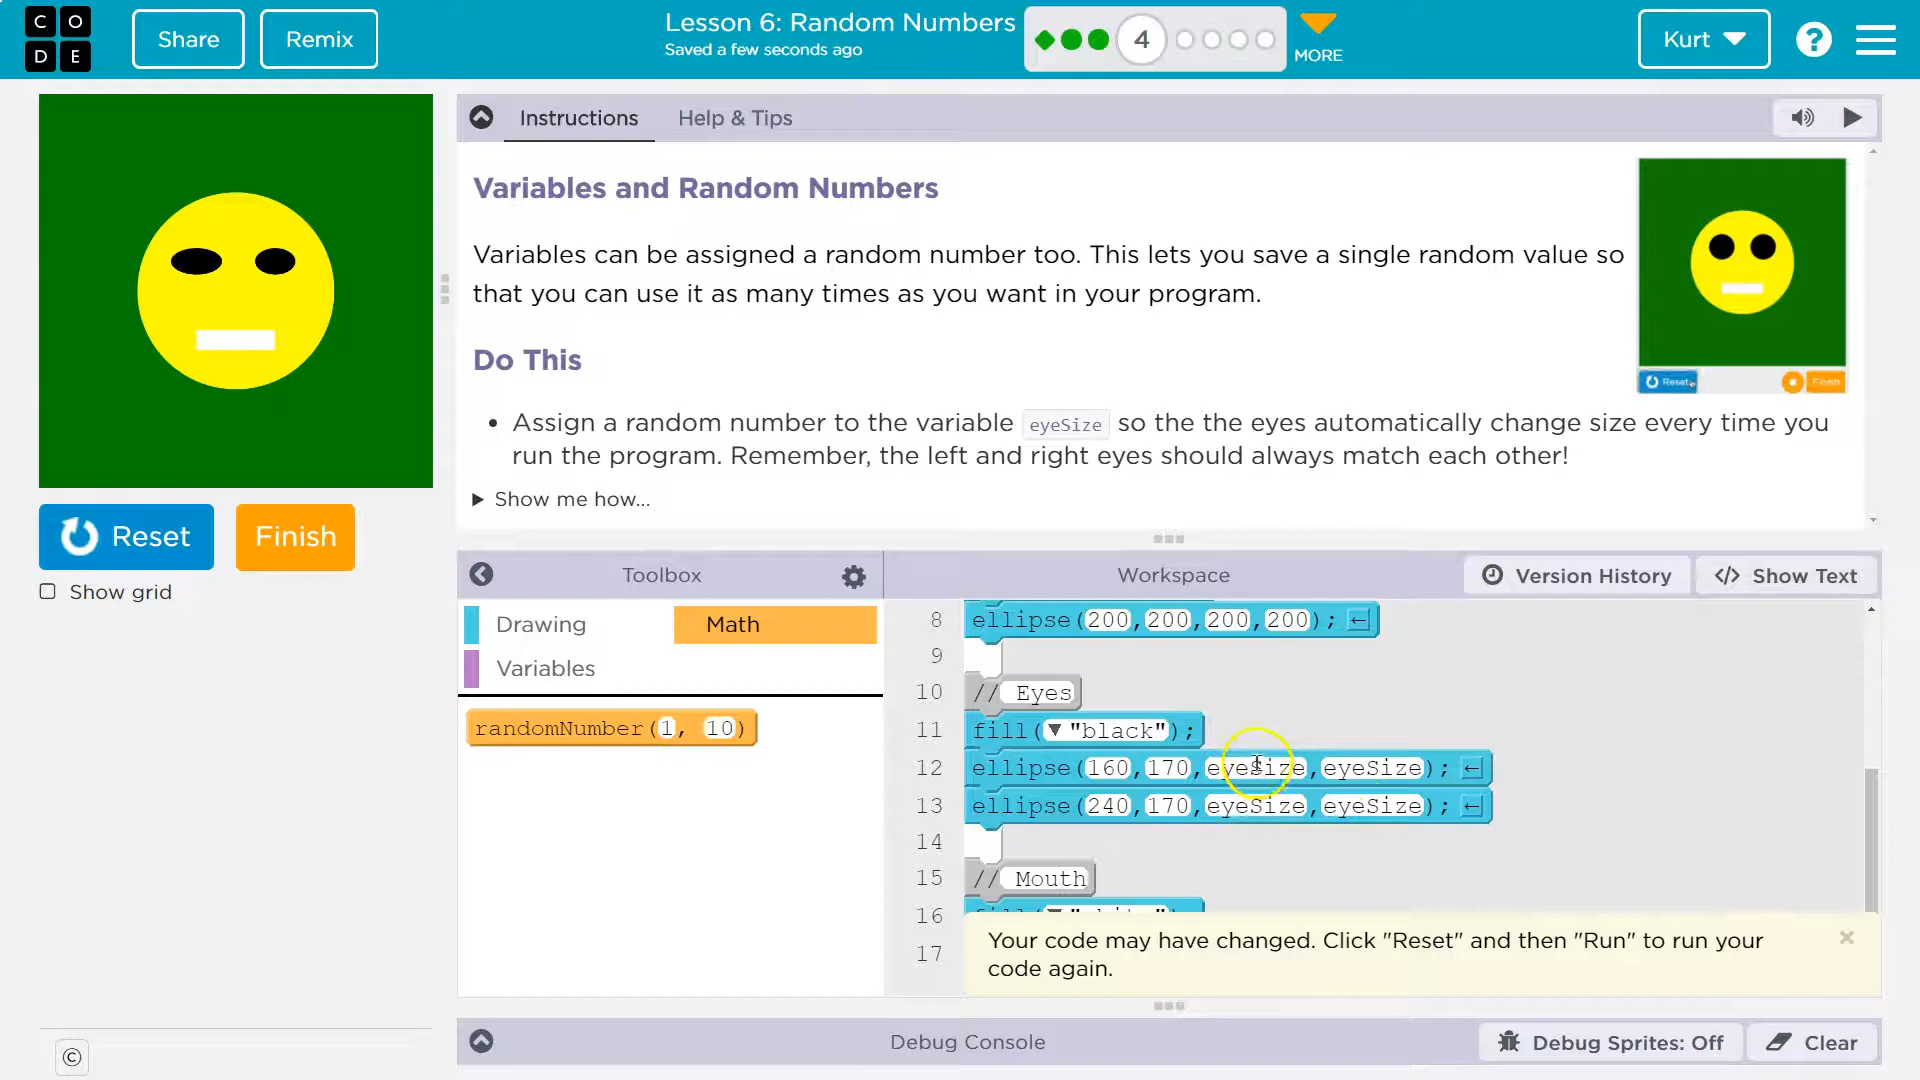 CO
DE
Share
Remix
Lesson 6: Random Numbers
Saved a few seconds ago
4
MORE
Kurt
?
Instructions
Help & Tips
Variables and Random Numbers
Variables can be assigned a random number too. This lets you save a single random value so
that you can use it as many times as you want in your program.
Do This
• Assign a random number to the variable eyeSize so the the eyes automatically change size every time you
run the program. Remember, the left and right eyes should always match each other!
Show me how...
Reset
Finish
Reset
Finish
Show grid
Toolbox
Workspace
Version History
</> Show Text
Drawing
Math
Variables
randomNumber(1, 10)
8 ellipse(200,200,200,200); ←
9
10 // Eyes
11 fill( ▼ "black");
12 ellipse(160,170,eyeSize,eyeSize); ←
13 ellipse(240,170,eyeSize,eyeSize); ←
14
15 // Mouth
16
17
Your code may have changed. Click "Reset" and then "Run" to run your
code again.
×
©
Debug Console
Debug Sprites: Off
Clear